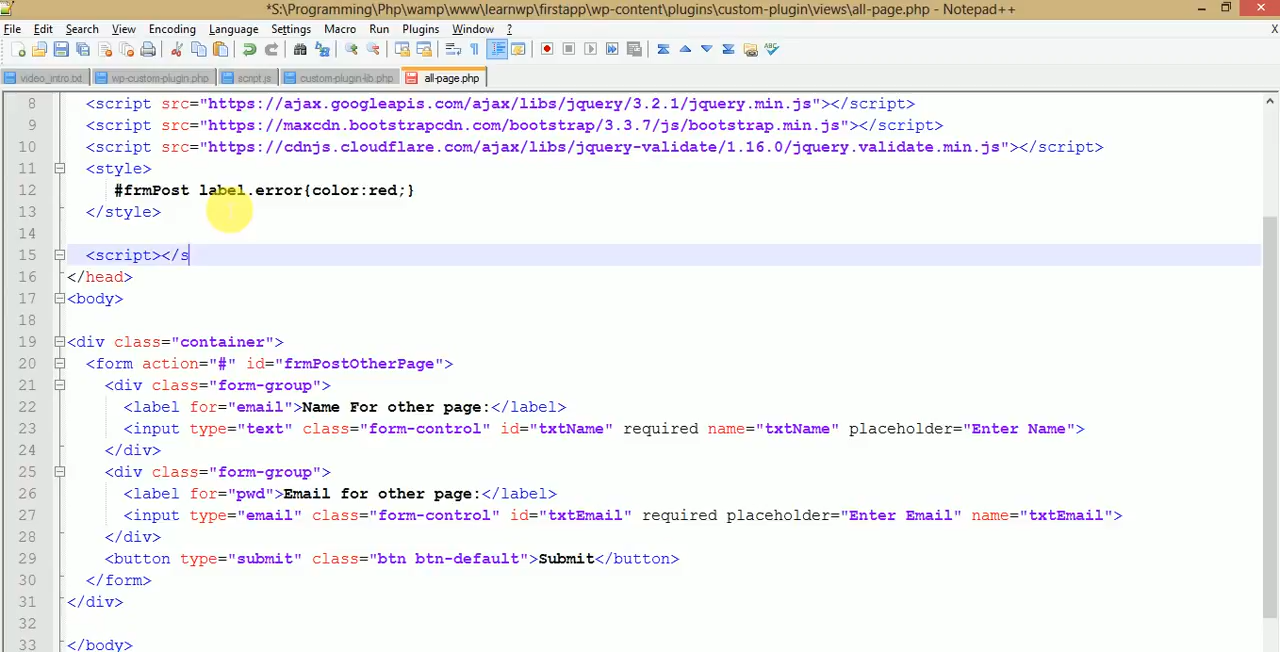 *S:\Programming\Php\wamp\www\learnwp\firstapp\wp-content\plugins\custom-plugin\views\all-page.php - Notepad++
File Edit Search View Encoding Language Settings Macro Run Plugins Window ? X
video_intro.txt wp-custom-plugin.php script.js custom-plugin-lib.php all-page.php
8 <script src="https://ajax.googleapis.com/ajax/libs/jquery/3.2.1/jquery.min.js"></script>
9 <script src="https://maxcdn.bootstrapcdn.com/bootstrap/3.3.7/js/bootstrap.min.js"></script>
10 <script src="https://cdnjs.cloudflare.com/ajax/libs/jquery-validate/1.16.0/jquery.validate.min.js"></script>
11 <style>
12 #frmPost label.error{color:red;}
13 </style>
14
15 <script></s
16 </head>
17 <body>
18
19 <div class="container">
20 <form action="#" id="frmPostOtherPage">
21 <div class="form-group">
22 <label for="email">Name For other page:</label>
23 <input type="text" class="form-control" id="txtName" required name="txtName" placeholder="Enter Name">
24 </div>
25 <div class="form-group">
26 <label for="pwd">Email for other page:</label>
27 <input type="email" class="form-control" id="txtEmail" required placeholder="Enter Email" name="txtEmail">
28 </div>
29 <button type="submit" class="btn btn-default">Submit</button>
30 </form>
31 </div>
32
33 </body>